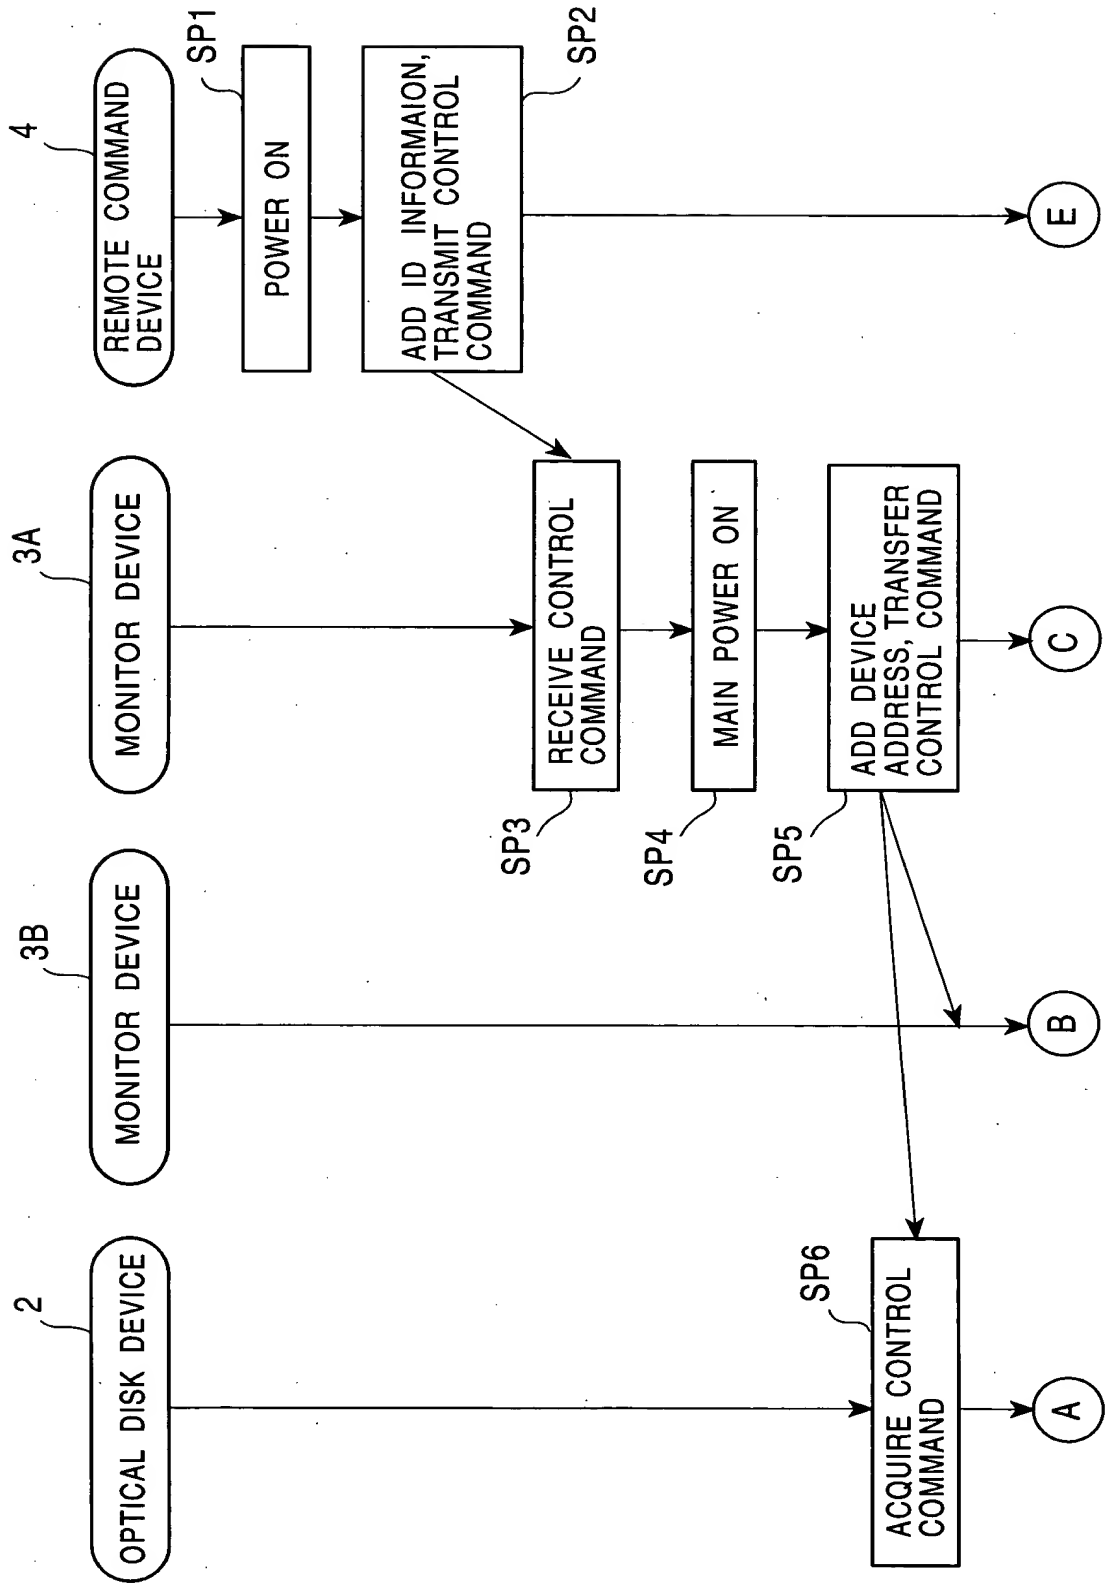 2
3B
3A
4
OPTICAL DISK DEVICE
MONITOR DEVICE
MONITOR DEVICE
REMOTE COMMAND
DEVICE
SP1
POWER ON
ADD ID INFORMAION,
TRANSMIT CONTROL
COMMAND
SP2
SP3
RECEIVE CONTROL
COMMAND
SP4
MAIN POWER ON
SP5
ADD DEVICE
ADDRESS, TRANSFER
CONTROL COMMAND
SP6
ACQUIRE CONTROL
COMMAND
A
B
C
E